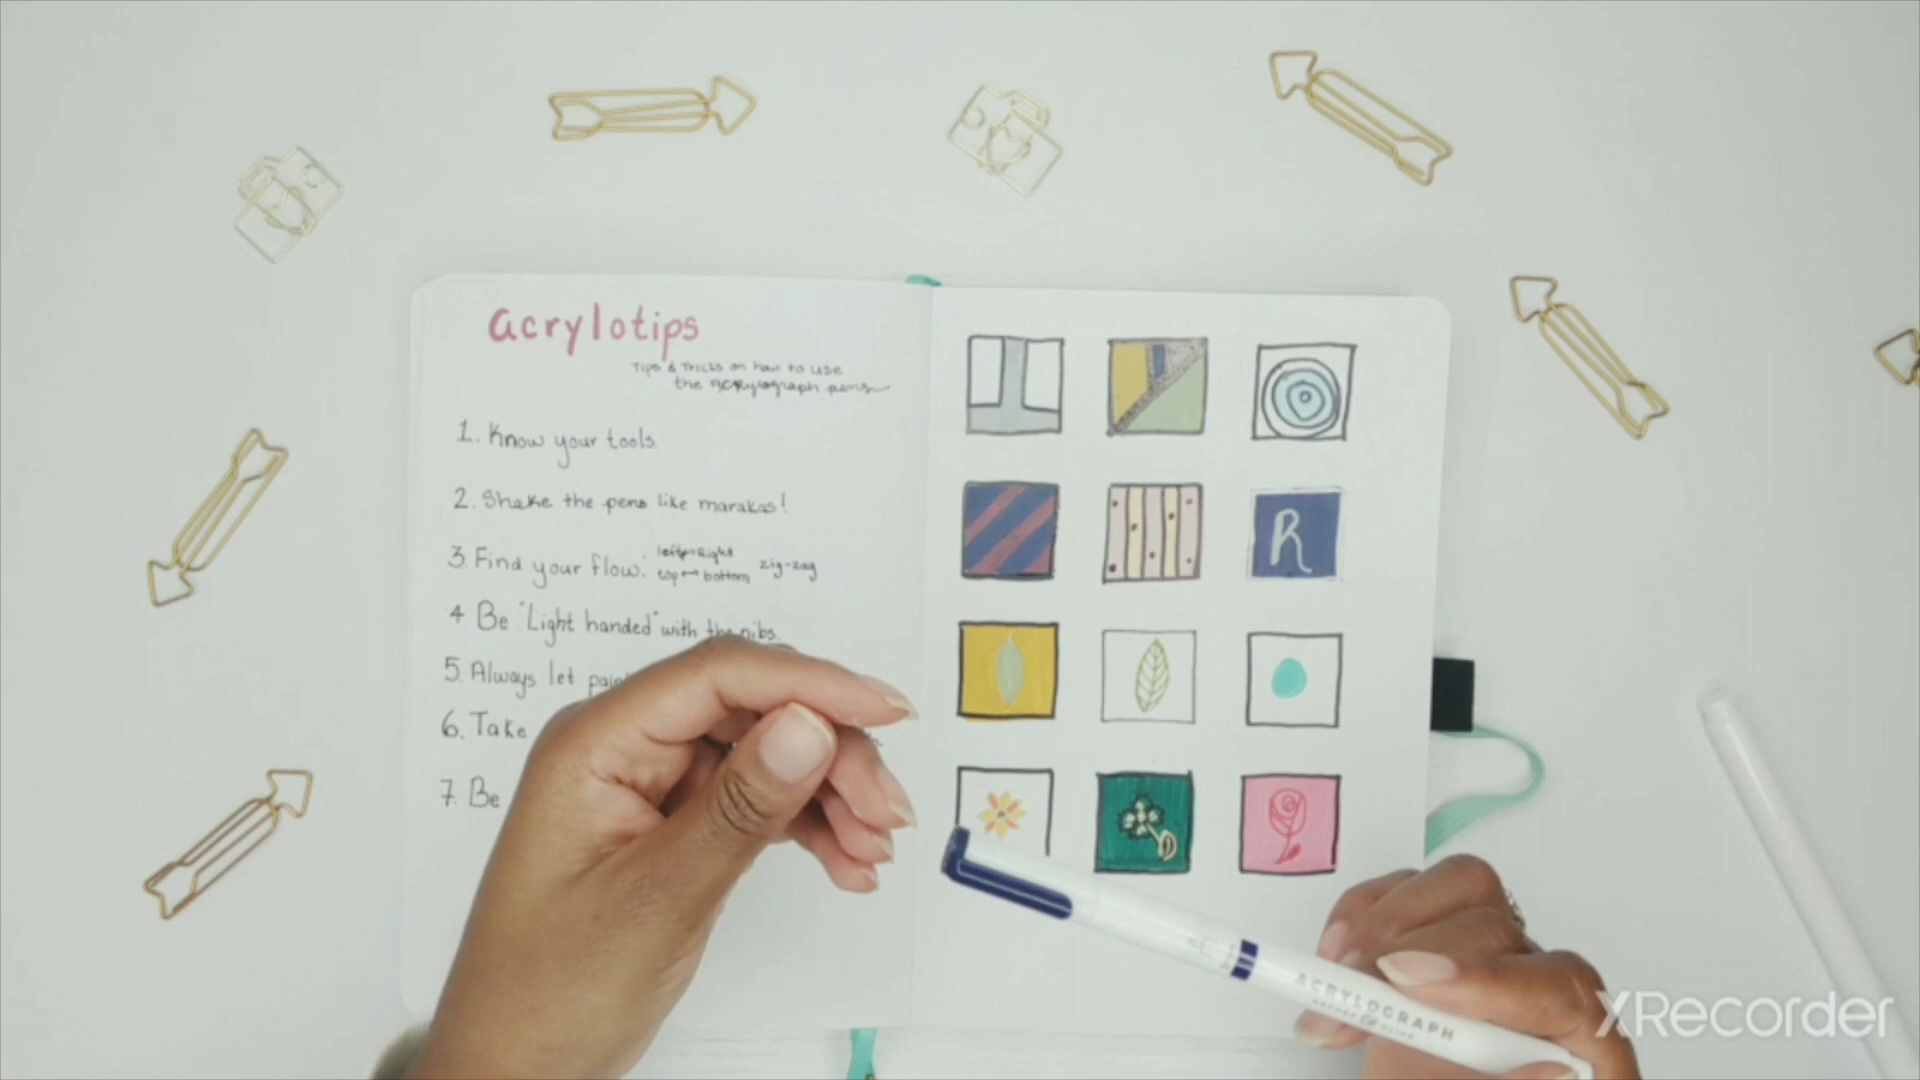 acrylotips
Tips & Tricks on how to use
the Acrylograph pens
1. Know your tools.
2. Shake the pens like marakas!
3. Find your flow: left↔right
top↔bottom zig-zag
4 Be "Light handed" with the nibs.
5. Always let
6. Take
7. Be
R
ACRYLOGRAPH
XRecorder